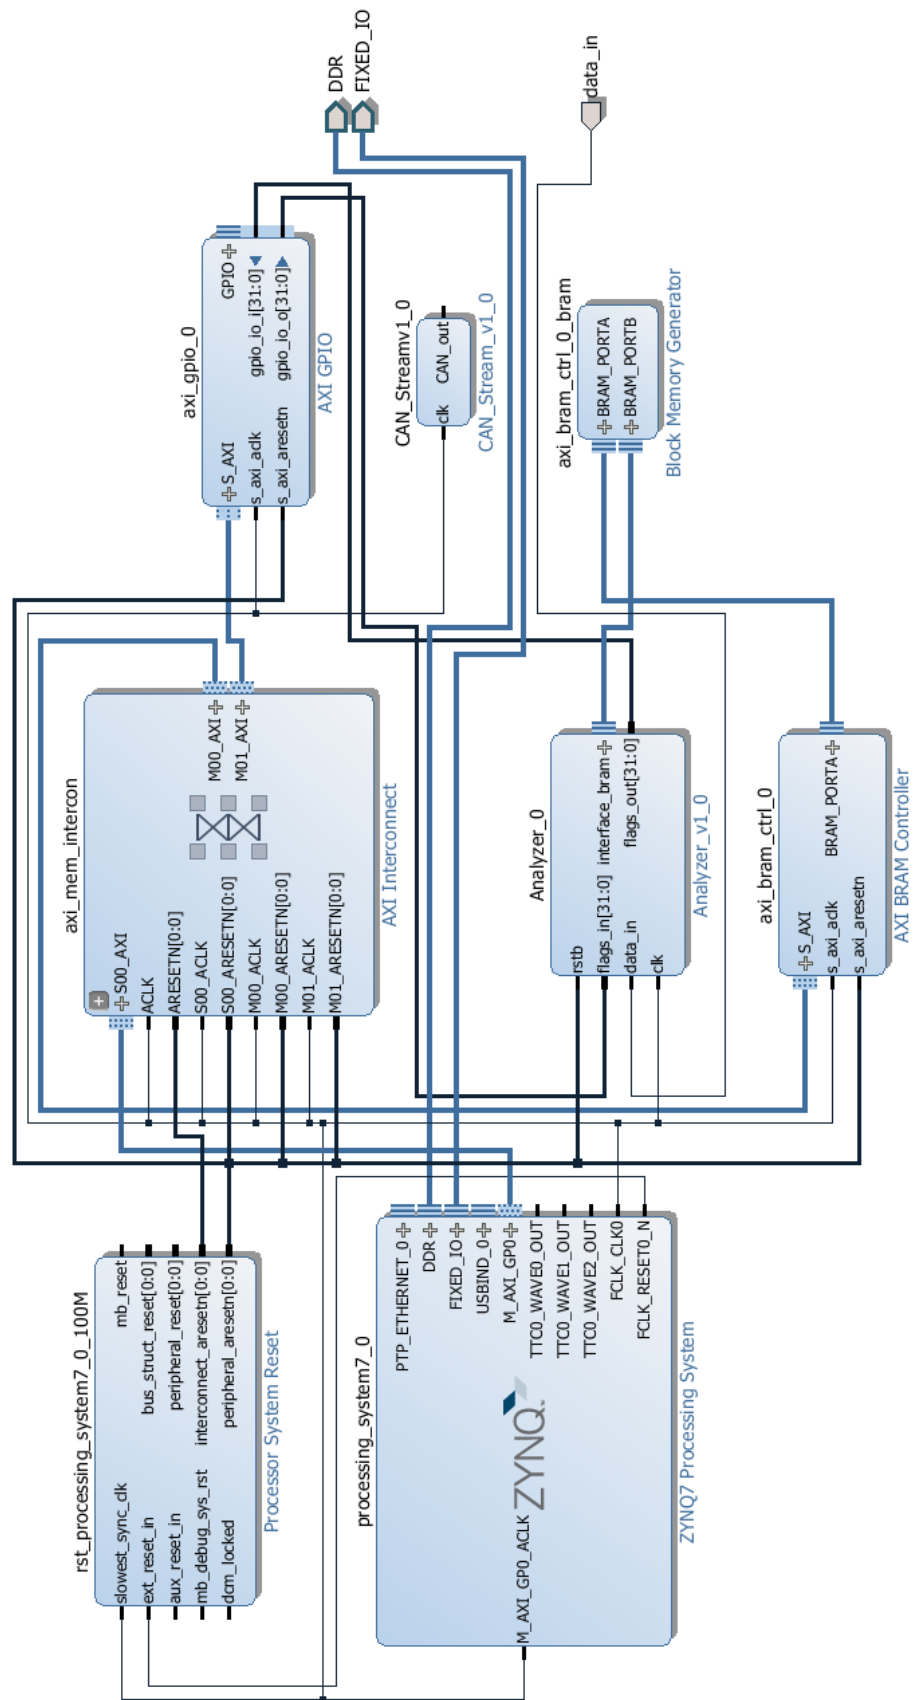 rst_processing_system7_0_100M
slowest_sync_clk
ext_reset_in
aux_reset_in
mb_debug_sys_rst
dcm_locked
mb_reset
bus_struct_reset[0:0]
peripheral_reset[0:0]
interconnect_aresetn[0:0]
peripheral_aresetn[0:0]
Processor System Reset
processing_system7_0
M_AXI_GP0_ACLK
ZYNQ
PTP_ETHERNET_0
DDR
FIXED_IO
USBIND_0
M_AXI_GP0
TTC0_WAVE0_OUT
TTC0_WAVE1_OUT
TTC0_WAVE2_OUT
FCLK_CLK0
FCLK_RESET0_N
ZYNQ7 Processing System
axi_mem_intercon
S00_AXI
ACLK
ARESETN[0:0]
S00_ACLK
S00_ARESETN[0:0]
M00_ACLK
M00_ARESETN[0:0]
M01_ACLK
M01_ARESETN[0:0]
M00_AXI
M01_AXI
AXI Interconnect
Analyzer_0
rstb
flags_in[31:0]
data_in
clk
interface_bram
flags_out[31:0]
Analyzer_v1_0
axi_bram_ctrl_0
S_AXI
s_axi_aclk
s_axi_aresetn
BRAM_PORTA
AXI BRAM Controller
axi_gpio_0
S_AXI
s_axi_aclk
s_axi_aresetn
GPIO
gpio_io_i[31:0]
gpio_io_o[31:0]
AXI GPIO
CAN_Streamv1_0
clk
CAN_out
CAN_Stream_v1_0
axi_bram_ctrl_0_bram
BRAM_PORTA
BRAM_PORTB
Block Memory Generator
DDR
FIXED_IO
data_in